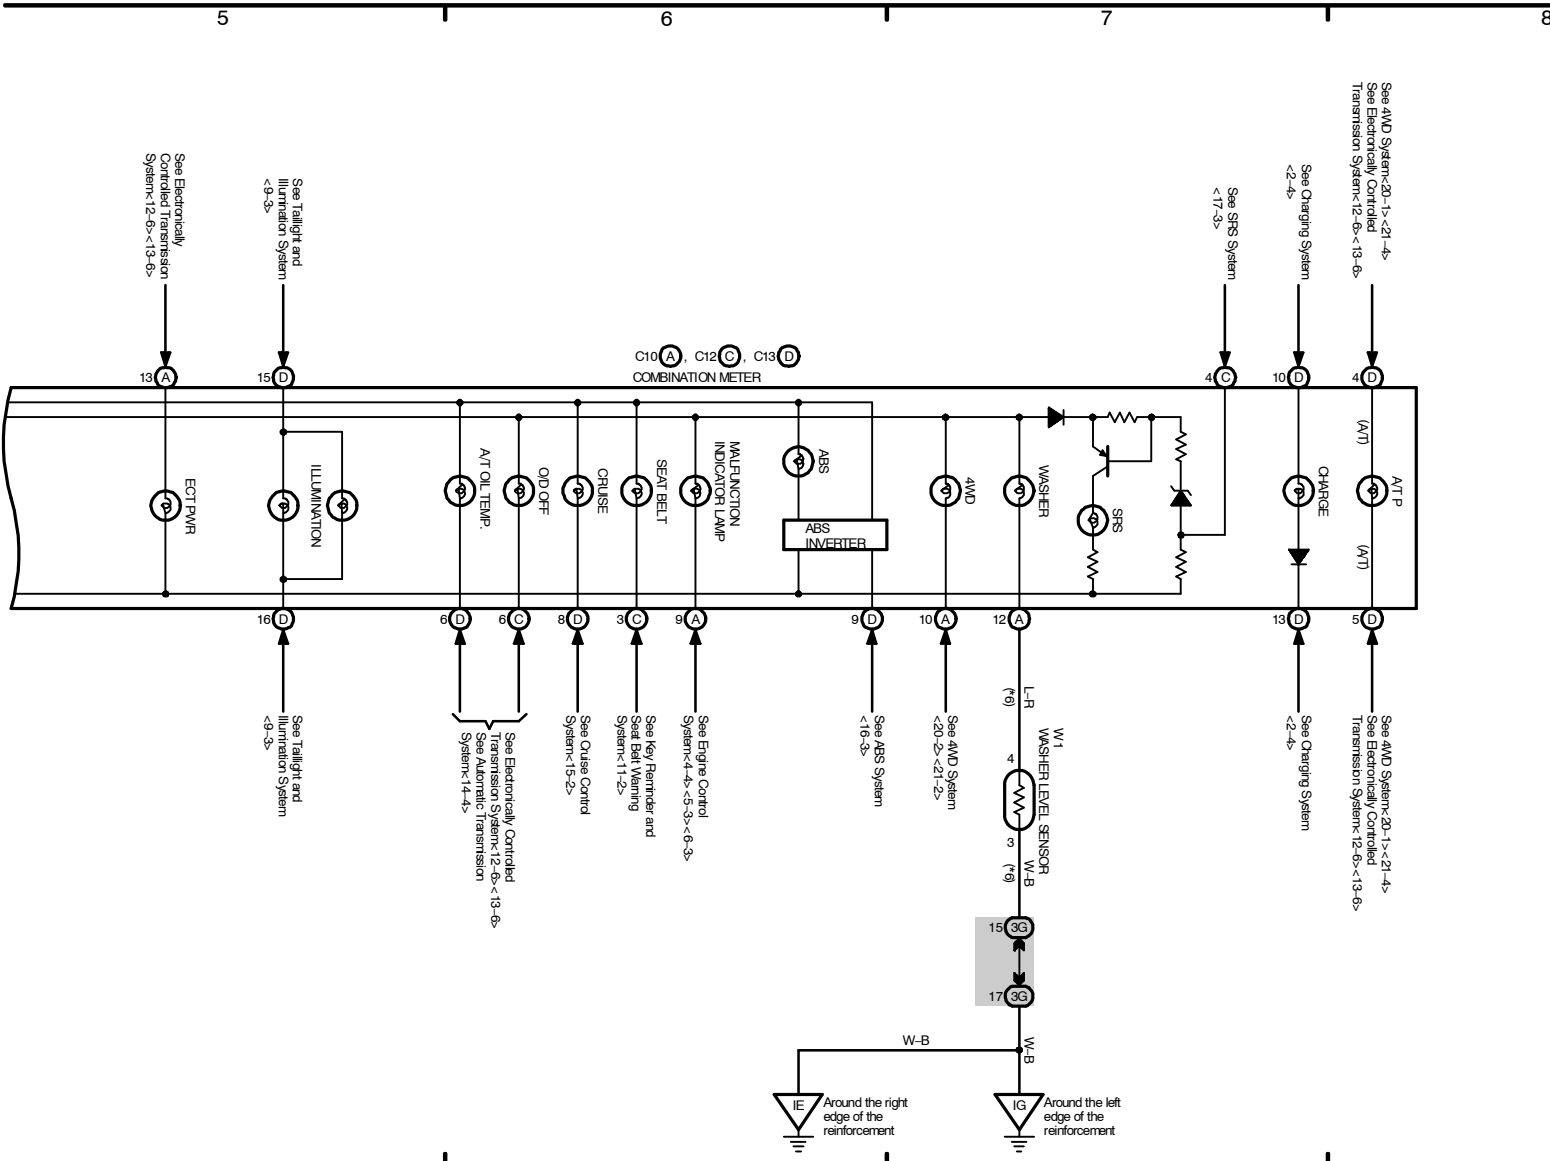 5
6
7
8
See Electronically
Controlled Transmission
System<12–6><13–6>
See Taillight and
Illumination System
<9–3>
See SRS System
<17–3>
See Charging System
<2–4>
See 4WD System<20–1><21–4>
See Electronically Controlled
Transmission System<12–6><13–6>
C10 A , C12 C , C13 D
COMBINATION METER
13 A
15 D
4 C
10 D
4 D
ECT PWR
ILLUMINATION
A/T OIL TEMP.
O/D OFF
CRUISE
SEAT BELT
MALFUNCTION
INDICATOR LAMP
ABS
ABS
INVERTER
4WD
WASHER
SRS
CHARGE
(A/T)
A/T P
(A/T)
16 D
6 D
6 C
8 D
3 C
9 A
9 D
10 A
12 A
13 D
5 D
See Taillight and
Illumination System
<9–3>
See Electronically Controlled
Transmission System<12–6><13–6>
See Automatic Transmission
System<14–4>
See Cruise Control
System<15–2>
See Key Reminder and
Seat Belt Warning
System<11–2>
See Engine Control
System<4–4><5–3><6–3>
See ABS System
<16–3>
See 4WD System
<20–2><21–2>
L–R
(*6)
W 1
WASHER LEVEL SENSOR
4
3
W–B
(*6)
See Charging System
<2–4>
See 4WD System<20–1><21–4>
See Electronically Controlled
Transmission System<12–6><13–6>
15 3G
17 3G
W–B
W–B
IE
Around the right
edge of the
reinforcement
IG
Around the left
edge of the
reinforcement